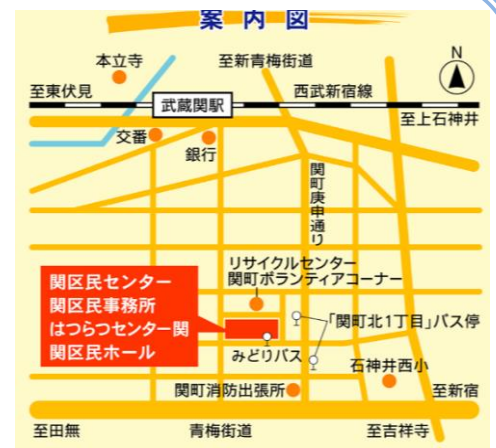 案内図
本立寺
至新青梅街道
N
至東伏見
西武新宿線
武蔵関駅
至上石神井
交番
銀行
関町庚申通り
リサイクルセンター
関町ボランティアコーナー
関区民センター
関区民事務所
はつらつセンター関
関区民ホール
「関町北1丁目」バス停
みどりバス
石神井西小
関町消防出張所
至新宿
至田無
青梅街道
至吉祥寺